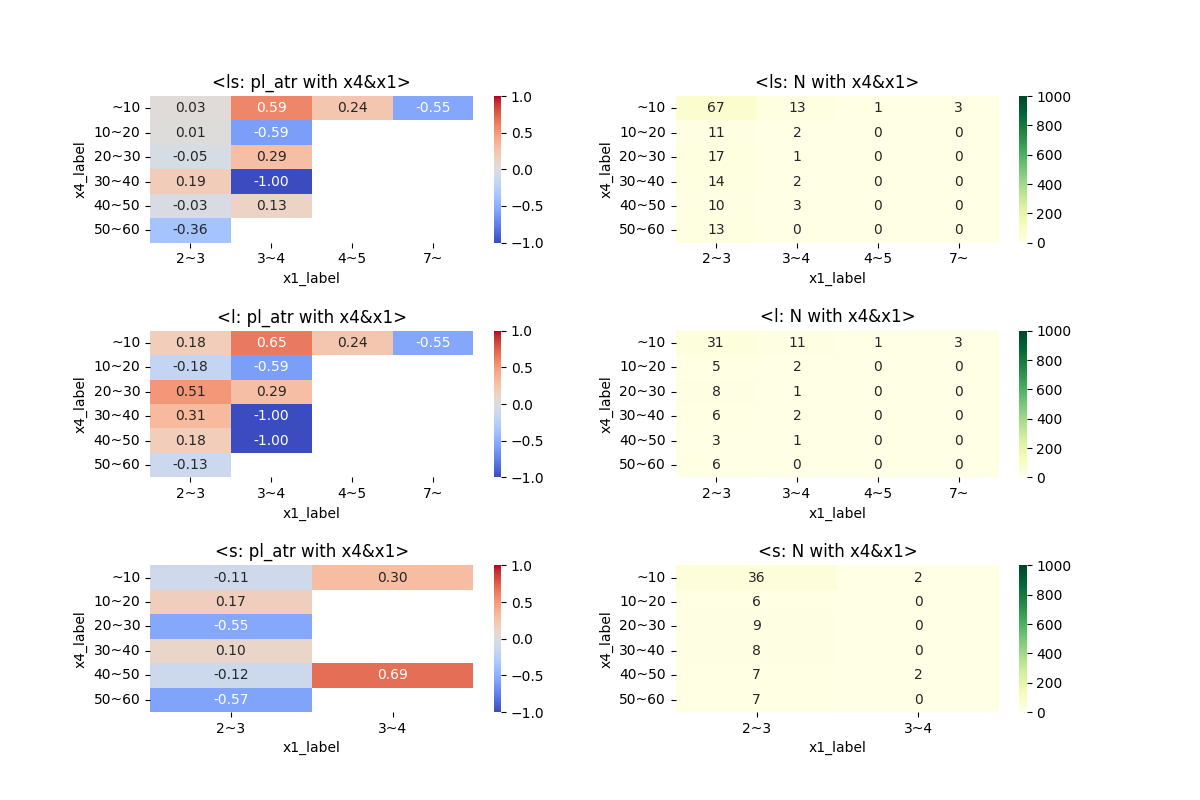 <ls: pl_atr with x4&x1>
x4_label
~10 0.03 0.59 0.24 -0.55
10~20 0.01 -0.59
20~30 -0.05 0.29
30~40 0.19 -1.00
40~50 -0.03 0.13
50~60 -0.36
2~3 3~4 4~5 7~
x1_label
1.0
0.5
0.0
−0.5
−1.0
<ls: N with x4&x1>
x4_label
~10 67 13 1 3
10~20 11 2 0 0
20~30 17 1 0 0
30~40 14 2 0 0
40~50 10 3 0 0
50~60 13 0 0 0
2~3 3~4 4~5 7~
x1_label
1000
800
600
400
200
0
<l: pl_atr with x4&x1>
x4_label
~10 0.18 0.65 0.24 -0.55
10~20 -0.18 -0.59
20~30 0.51 0.29
30~40 0.31 -1.00
40~50 0.18 -1.00
50~60 -0.13
2~3 3~4 4~5 7~
x1_label
1.0
0.5
0.0
−0.5
−1.0
<l: N with x4&x1>
x4_label
~10 31 11 1 3
10~20 5 2 0 0
20~30 8 1 0 0
30~40 6 2 0 0
40~50 3 1 0 0
50~60 6 0 0 0
2~3 3~4 4~5 7~
x1_label
1000
800
600
400
200
0
<s: pl_atr with x4&x1>
x4_label
~10 -0.11 0.30
10~20 0.17
20~30 -0.55
30~40 0.10
40~50 -0.12 0.69
50~60 -0.57
2~3 3~4
x1_label
1.0
0.5
0.0
−0.5
−1.0
<s: N with x4&x1>
x4_label
~10 36 2
10~20 6 0
20~30 9 0
30~40 8 0
40~50 7 2
50~60 7 0
2~3 3~4
x1_label
1000
800
600
400
200
0